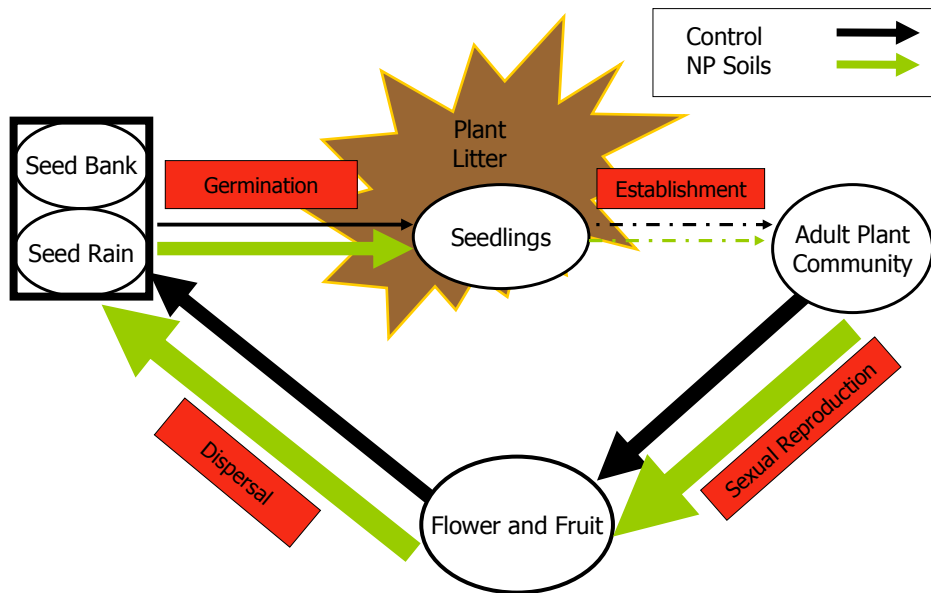 Control
NP Soils
Plant
Litter
Seed Bank
Germination
Establishment
Seed Rain
Seedlings
Adult Plant
Community
Sexual Reproduction
Dispersal
Flower and Fruit